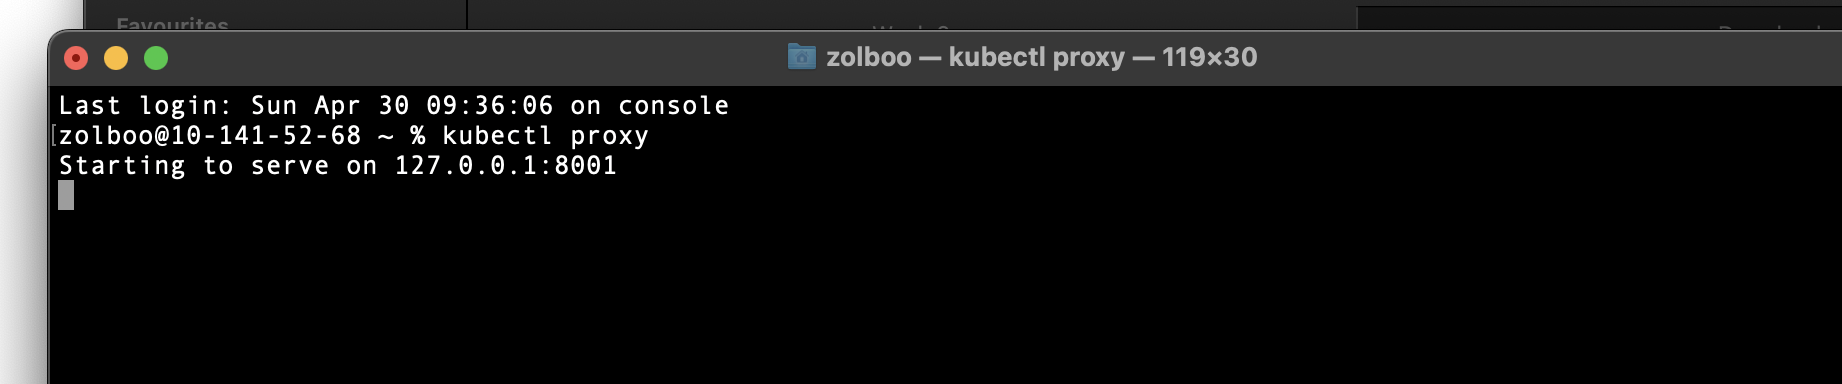 Favourites
zolboo — kubectl proxy — 119×30
Last login: Sun Apr 30 09:36:06 on console
[zolboo@10-141-52-68 ~ % kubectl proxy
Starting to serve on 127.0.0.1:8001